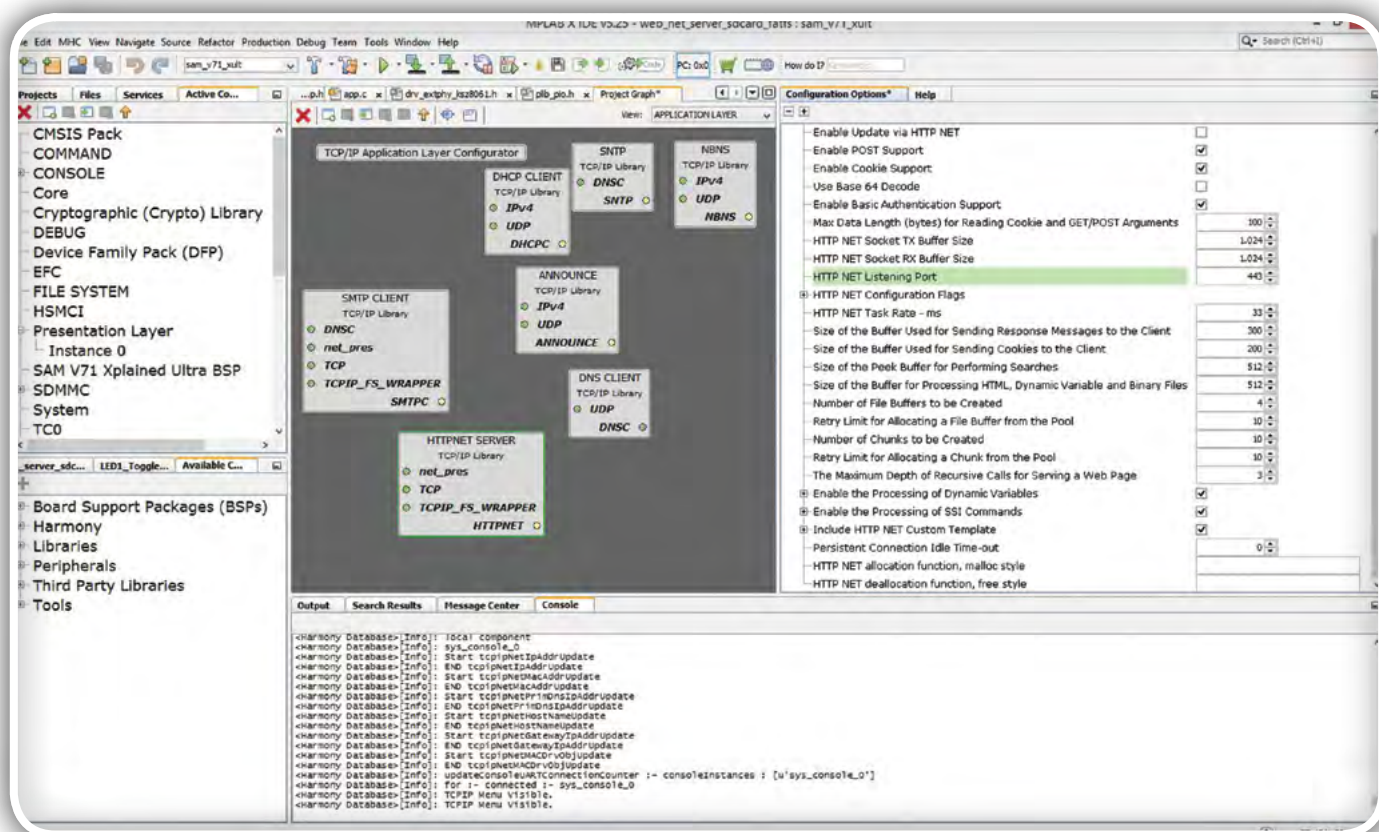 MPLAB X IDE v5.25 - web_net_server_sdcard_fatfs : sam_v71_xult
Edit MHC View Navigate Source Refactor Production Debug Team Tools Window Help
Search (Ctrl+I)
sam_v71_xult
PC: 0x0
How do I?
Projects Files Services Active Co...
CMSIS Pack
COMMAND
CONSOLE
Core
Cryptographic (Crypto) Library
DEBUG
Device Family Pack (DFP)
EFC
FILE SYSTEM
HSMCI
Presentation Layer
Instance 0
SAM V71 Xplained Ultra BSP
SDMMC
System
TC0
_server_sdc... LED1_Toggle... Available C...
Board Support Packages (BSPs)
Harmony
Libraries
Peripherals
Third Party Libraries
Tools
...p.h app.c x drv_extphy_ksz8061.h x plib_pio.h x Project Graph*
View: APPLICATION LAYER
TCP/IP Application Layer Configurator
SNTP
TCP/IP Library
DNSC
SNTP
NBNS
TCP/IP Library
IPv4
UDP
NBNS
DHCP CLIENT
TCP/IP Library
IPv4
UDP
DHCPC
ANNOUNCE
TCP/IP Library
IPv4
UDP
ANNOUNCE
SMTP CLIENT
TCP/IP Library
DNSC
net_pres
TCP
TCPIP_FS_WRAPPER
SMTPC
DNS CLIENT
TCP/IP Library
UDP
DNSC
HTTPNET SERVER
TCP/IP Library
net_pres
TCP
TCPIP_FS_WRAPPER
HTTPNET
Configuration Options* Help
Enable Update via HTTP NET
Enable POST Support
Enable Cookie Support
Use Base 64 Decode
Enable Basic Authentication Support
Max Data Length (bytes) for Reading Cookie and GET/POST Arguments 100
HTTP NET Socket TX Buffer Size 1,024
HTTP NET Socket RX Buffer Size 1,024
HTTP NET Listening Port 443
HTTP NET Configuration Flags
HTTP NET Task Rate - ms 33
Size of the Buffer Used for Sending Response Messages to the Client 300
Size of the Buffer Used for Sending Cookies to the Client 200
Size of the Peek Buffer for Performing Searches 512
Size of the Buffer for Processing HTML, Dynamic Variable and Binary Files 512
Number of File Buffers to be Created 4
Retry Limit for Allocating a File Buffer from the Pool 10
Number of Chunks to be Created 10
Retry Limit for Allocating a Chunk from the Pool 10
The Maximum Depth of Recursive Calls for Serving a Web Page 3
Enable the Processing of Dynamic Variables
Enable the Processing of SSI Commands
Include HTTP NET Custom Template
Persistent Connection Idle Time-out 0
HTTP NET allocation function, malloc style
HTTP NET deallocation function, free style
Output Search Results Message Center Console
<Harmony Database>[Info]: local component
<Harmony Database>[Info]: sys_console_0
<Harmony Database>[Info]: Start tcpipNetIpAddrUpdate
<Harmony Database>[Info]: END tcpipNetIpAddrUpdate
<Harmony Database>[Info]: Start tcpipNetMacAddrUpdate
<Harmony Database>[Info]: END tcpipNetMacAddrUpdate
<Harmony Database>[Info]: Start tcpipNetPrimDnsIpAddrUpdate
<Harmony Database>[Info]: END tcpipNetPrimDnsIpAddrUpdate
<Harmony Database>[Info]: Start tcpipNetHostNameUpdate
<Harmony Database>[Info]: END tcpipNetHostNameUpdate
<Harmony Database>[Info]: Start tcpipNetGatewayIpAddrUpdate
<Harmony Database>[Info]: END tcpipNetGatewayIpAddrUpdate
<Harmony Database>[Info]: Start tcpipNetMACDrvObjUpdate
<Harmony Database>[Info]: END tcpipNetMACDrvObjUpdate
<Harmony Database>[Info]: updateConsoleUARTConnectionCounter :- consoleInstances : [u'sys_console_0']
<Harmony Database>[Info]: for :- connected :- sys_console_0
<Harmony Database>[Info]: TCPIP Menu Visible.
<Harmony Database>[Info]: TCPIP Menu Visible.